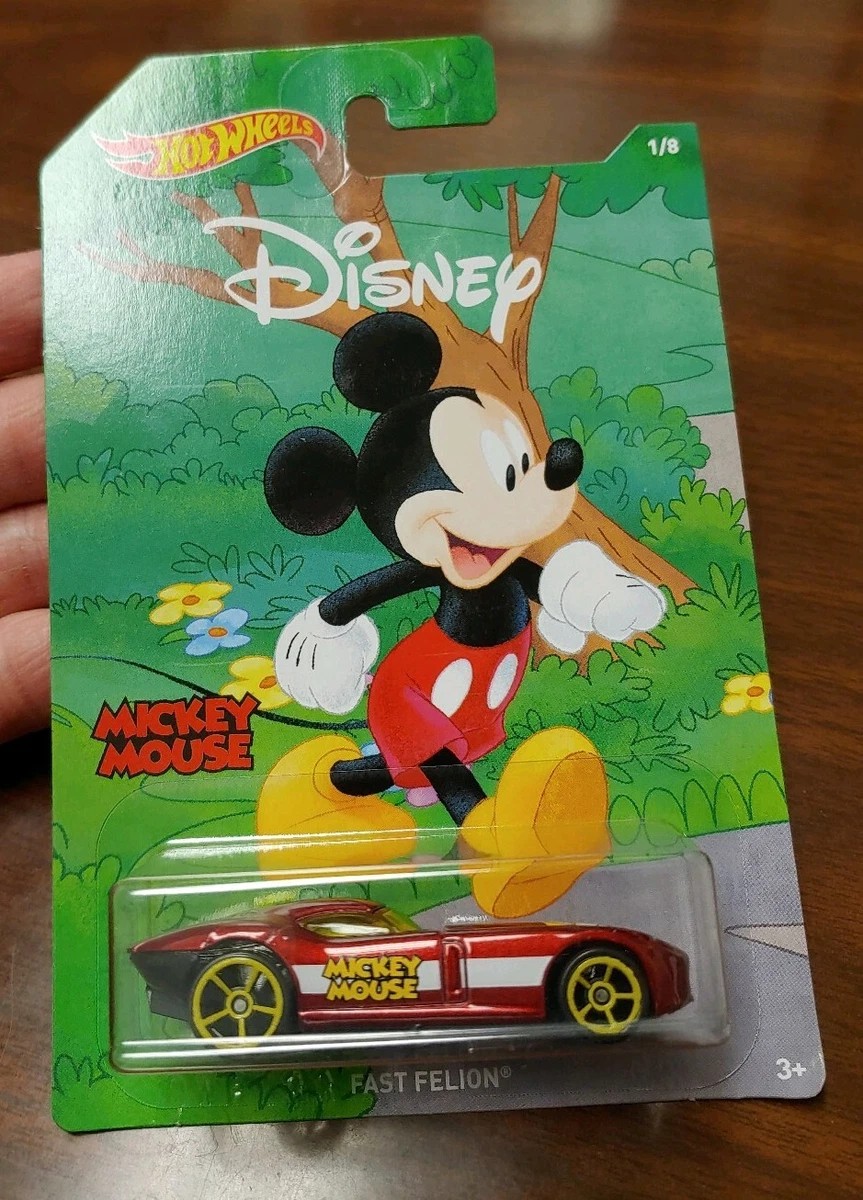 HOT WHEELS
1/8
DISNEY
MICKEY
MOUSE
MICKEY
MOUSE
FAST FELION®
3+